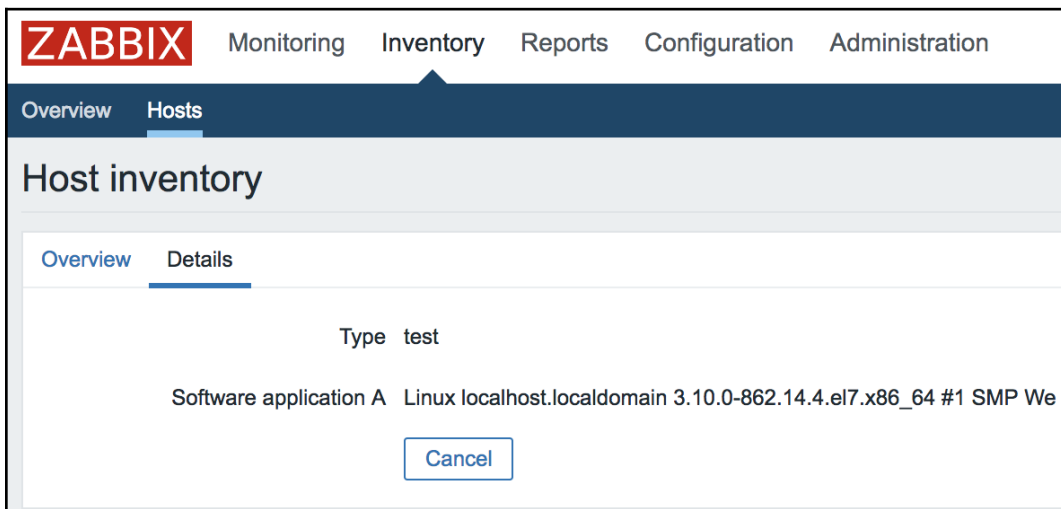 ZABBIX Monitoring Inventory Reports Configuration Administration
Overview Hosts
Host inventory
Overview Details
Type test
Software application A Linux localhost.localdomain 3.10.0-862.14.4.el7.x86_64 #1 SMP We
Cancel